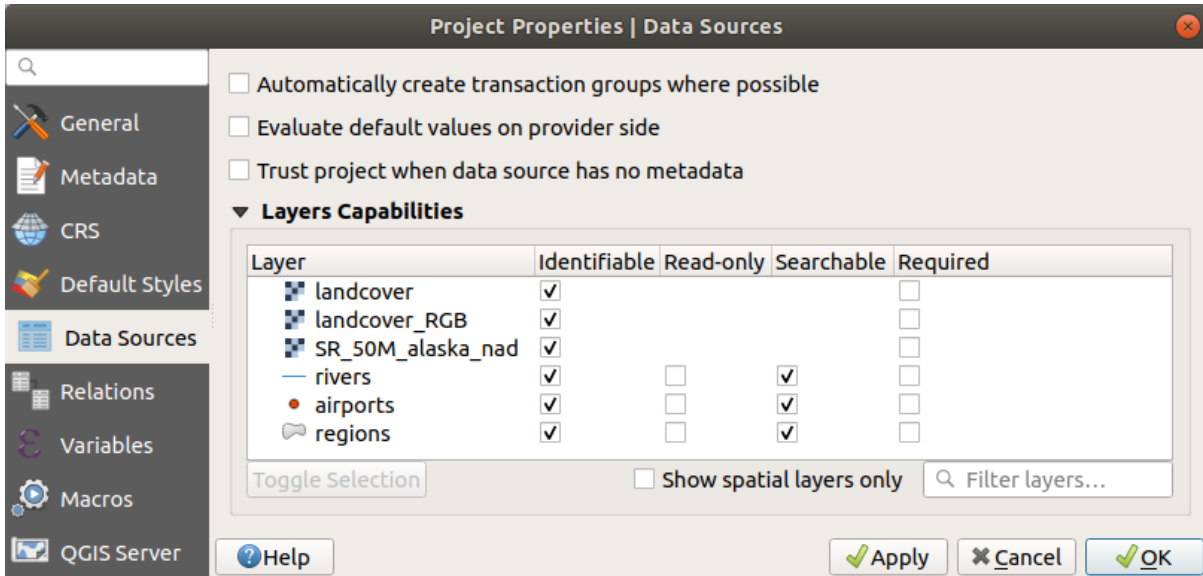 Project Properties | Data Sources
General
Metadata
CRS
Default Styles
Data Sources
Relations
Variables
Macros
QGIS Server
Automatically create transaction groups where possible
Evaluate default values on provider side
Trust project when data source has no metadata
Layers Capabilities
Layer Identifiable Read-only Searchable Required
landcover
landcover_RGB
SR_50M_alaska_nad
rivers
airports
regions
Toggle Selection Show spatial layers only Filter layers...
Help Apply Cancel OK